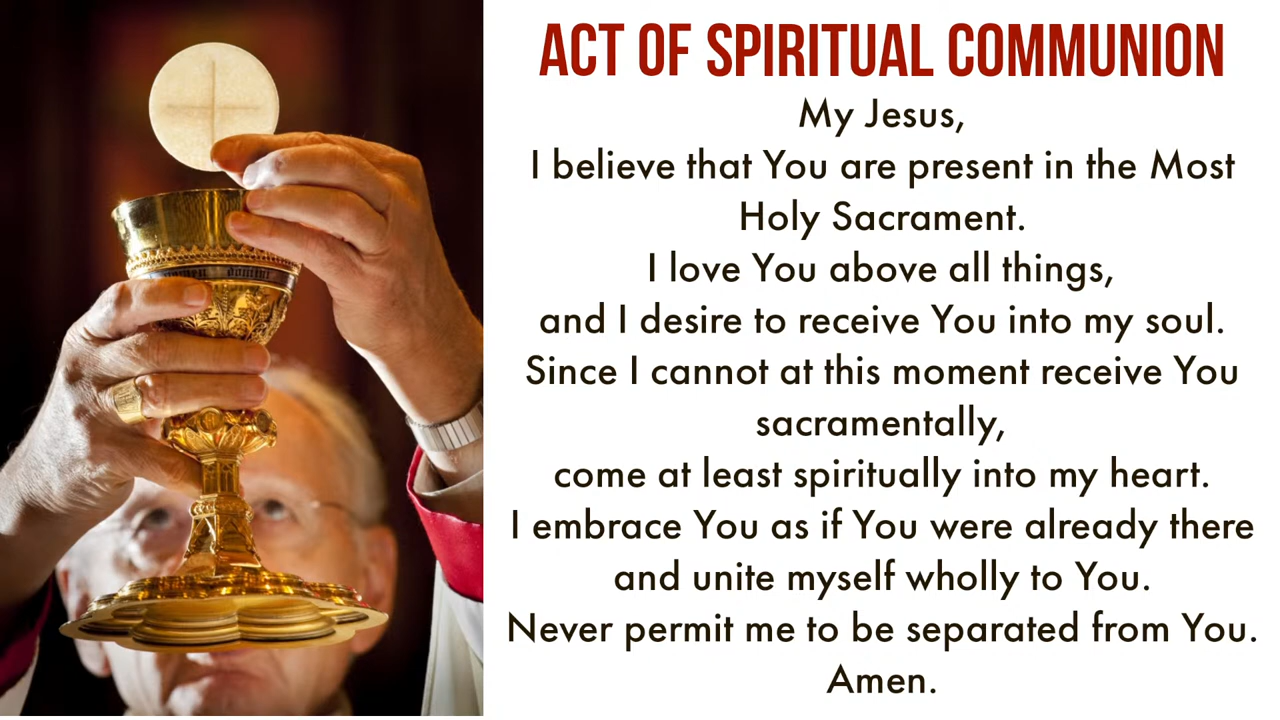 ACT OF SPIRITUAL COMMUNION
My Jesus,
I believe that You are present in the Most
Holy Sacrament.
I love You above all things,
and I desire to receive You into my soul.
Since I cannot at this moment receive You
sacramentally,
come at least spiritually into my heart.
I embrace You as if You were already there
and unite myself wholly to You.
Never permit me to be separated from You.
Amen.
domini